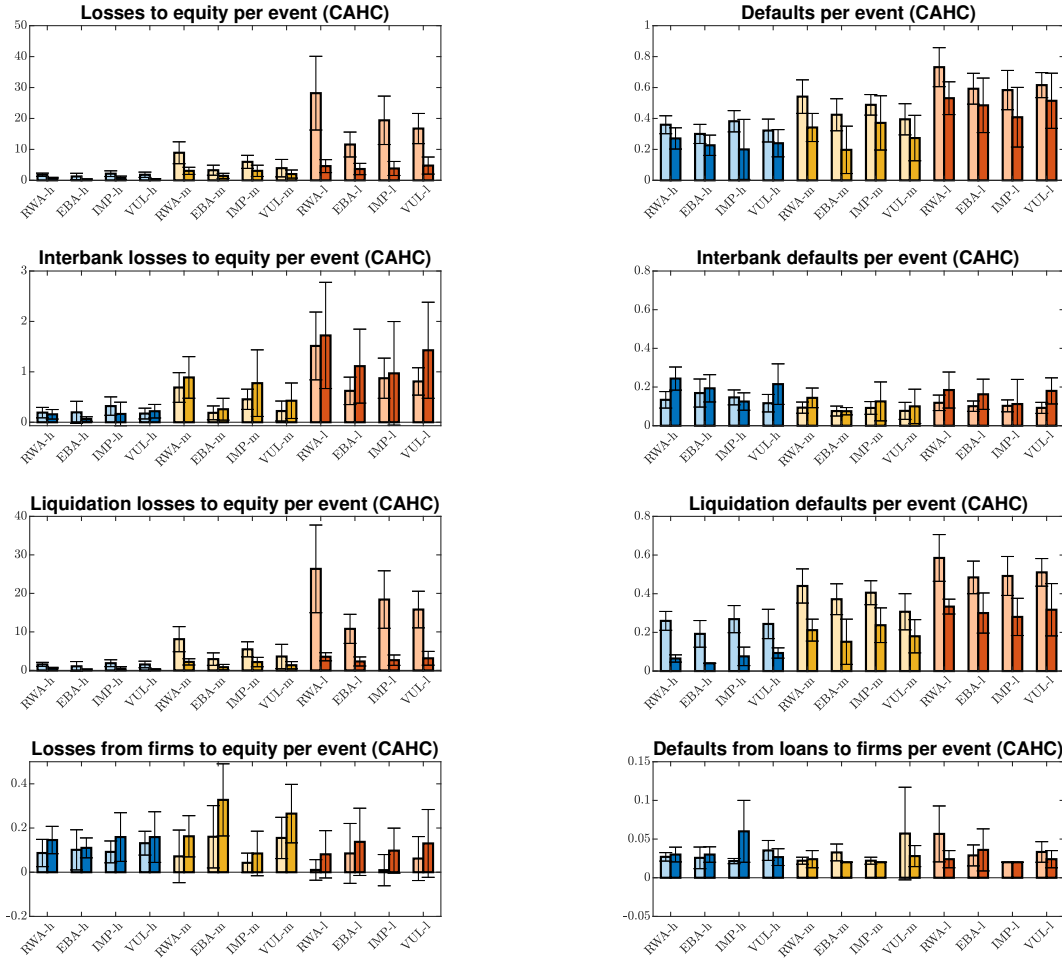 Losses to equity per event (CAHC)
50
40
30
20
10
0
RWA-h EBA-h IMP-h VUL-h RWA-m EBA-m IMP-m VUL-m RWA-l EBA-l IMP-l VUL-l
Defaults per event (CAHC)
1
0.8
0.6
0.4
0.2
0
RWA-h EBA-h IMP-h VUL-h RWA-m EBA-m IMP-m VUL-m RWA-l EBA-l IMP-l VUL-l
Interbank losses to equity per event (CAHC)
3
2
1
0
RWA-h EBA-h IMP-h VUL-h RWA-m EBA-m IMP-m VUL-m RWA-l EBA-l IMP-l VUL-l
Interbank defaults per event (CAHC)
0.8
0.6
0.4
0.2
0
RWA-h EBA-h IMP-h VUL-h RWA-m EBA-m IMP-m VUL-m RWA-l EBA-l IMP-l VUL-l
Liquidation losses to equity per event (CAHC)
40
30
20
10
0
RWA-h EBA-h IMP-h VUL-h RWA-m EBA-m IMP-m VUL-m RWA-l EBA-l IMP-l VUL-l
Liquidation defaults per event (CAHC)
0.8
0.6
0.4
0.2
0
RWA-h EBA-h IMP-h VUL-h RWA-m EBA-m IMP-m VUL-m RWA-l EBA-l IMP-l VUL-l
Losses from firms to equity per event (CAHC)
0.4
0.2
0
-0.2
RWA-h EBA-h IMP-h VUL-h RWA-m EBA-m IMP-m VUL-m RWA-l EBA-l IMP-l VUL-l
Defaults from loans to firms per event (CAHC)
0.15
0.1
0.05
0
-0.05
RWA-h EBA-h IMP-h VUL-h RWA-m EBA-m IMP-m VUL-m RWA-l EBA-l IMP-l VUL-l